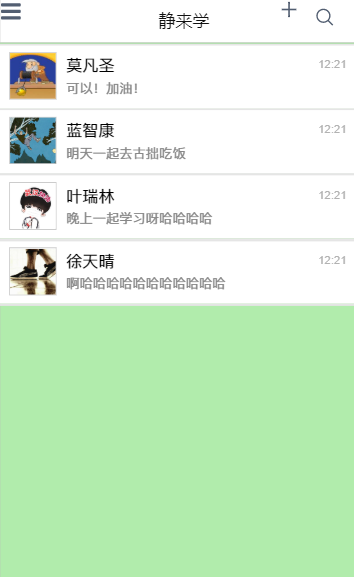 静来学
莫凡圣 12:21
可以！加油！
蓝智康 12:21
明天一起去古拙吃饭
叶瑞林 12:21
晚上一起学习呀哈哈哈哈
徐天晴 12:21
啊哈哈哈哈哈哈哈哈哈哈哈